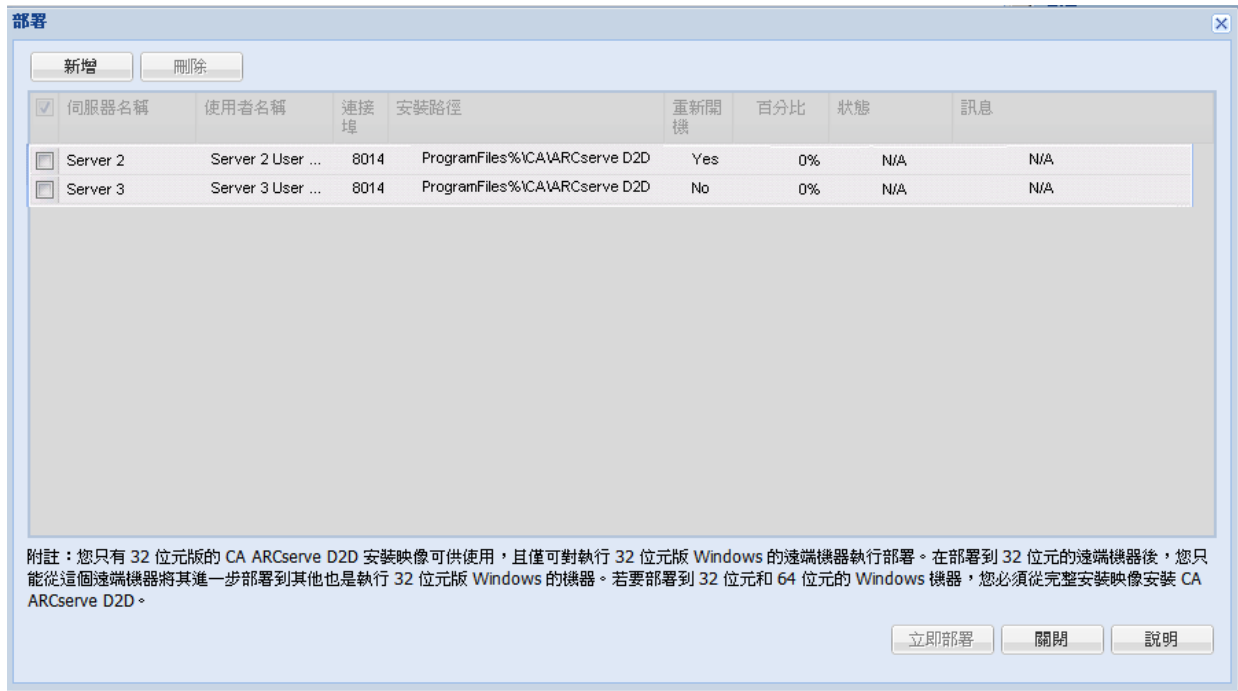 部署
新增 刪除
伺服器名稱 使用者名稱 連接埠 安裝路徑 重新開機 百分比 狀態 訊息
Server 2 Server 2 User ... 8014 ProgramFiles%\CA\ARCserve D2D Yes 0% N/A N/A
Server 3 Server 3 User ... 8014 ProgramFiles%\CA\ARCserve D2D No 0% N/A N/A
附註：您只有 32 位元版的 CA ARCserve D2D 安裝映像可供使用，且僅可對執行 32 位元版 Windows 的遠端機器執行部署。在部署到 32 位元的遠端機器後，您只
能從這個遠端機器將其進一步部署到其他也是執行 32 位元版 Windows 的機器。若要部署到 32 位元和 64 位元的 Windows 機器，您必須從完整安裝映像安裝 CA
ARCserve D2D。
立即部署 關閉 說明